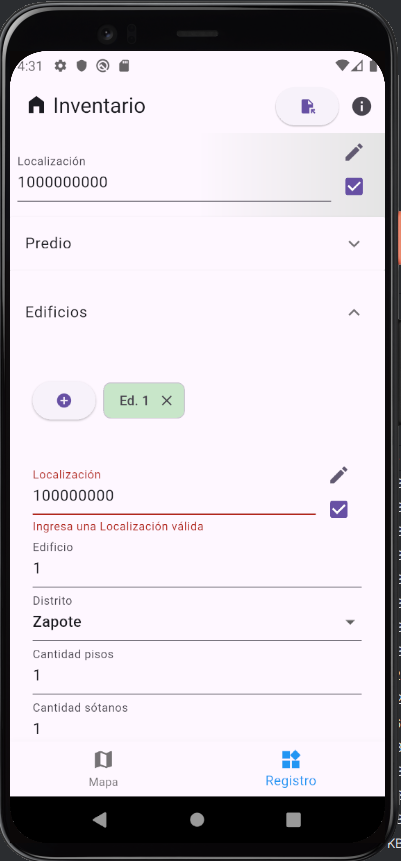 4:31
Inventario
Localización
1000000000
Predio
Edificios
Ed. 1
Localización
100000000
Ingresa una Localización válida
Edificio
1
Distrito
Zapote
Cantidad pisos
1
Cantidad sótanos
1
Mapa
Registro
KB